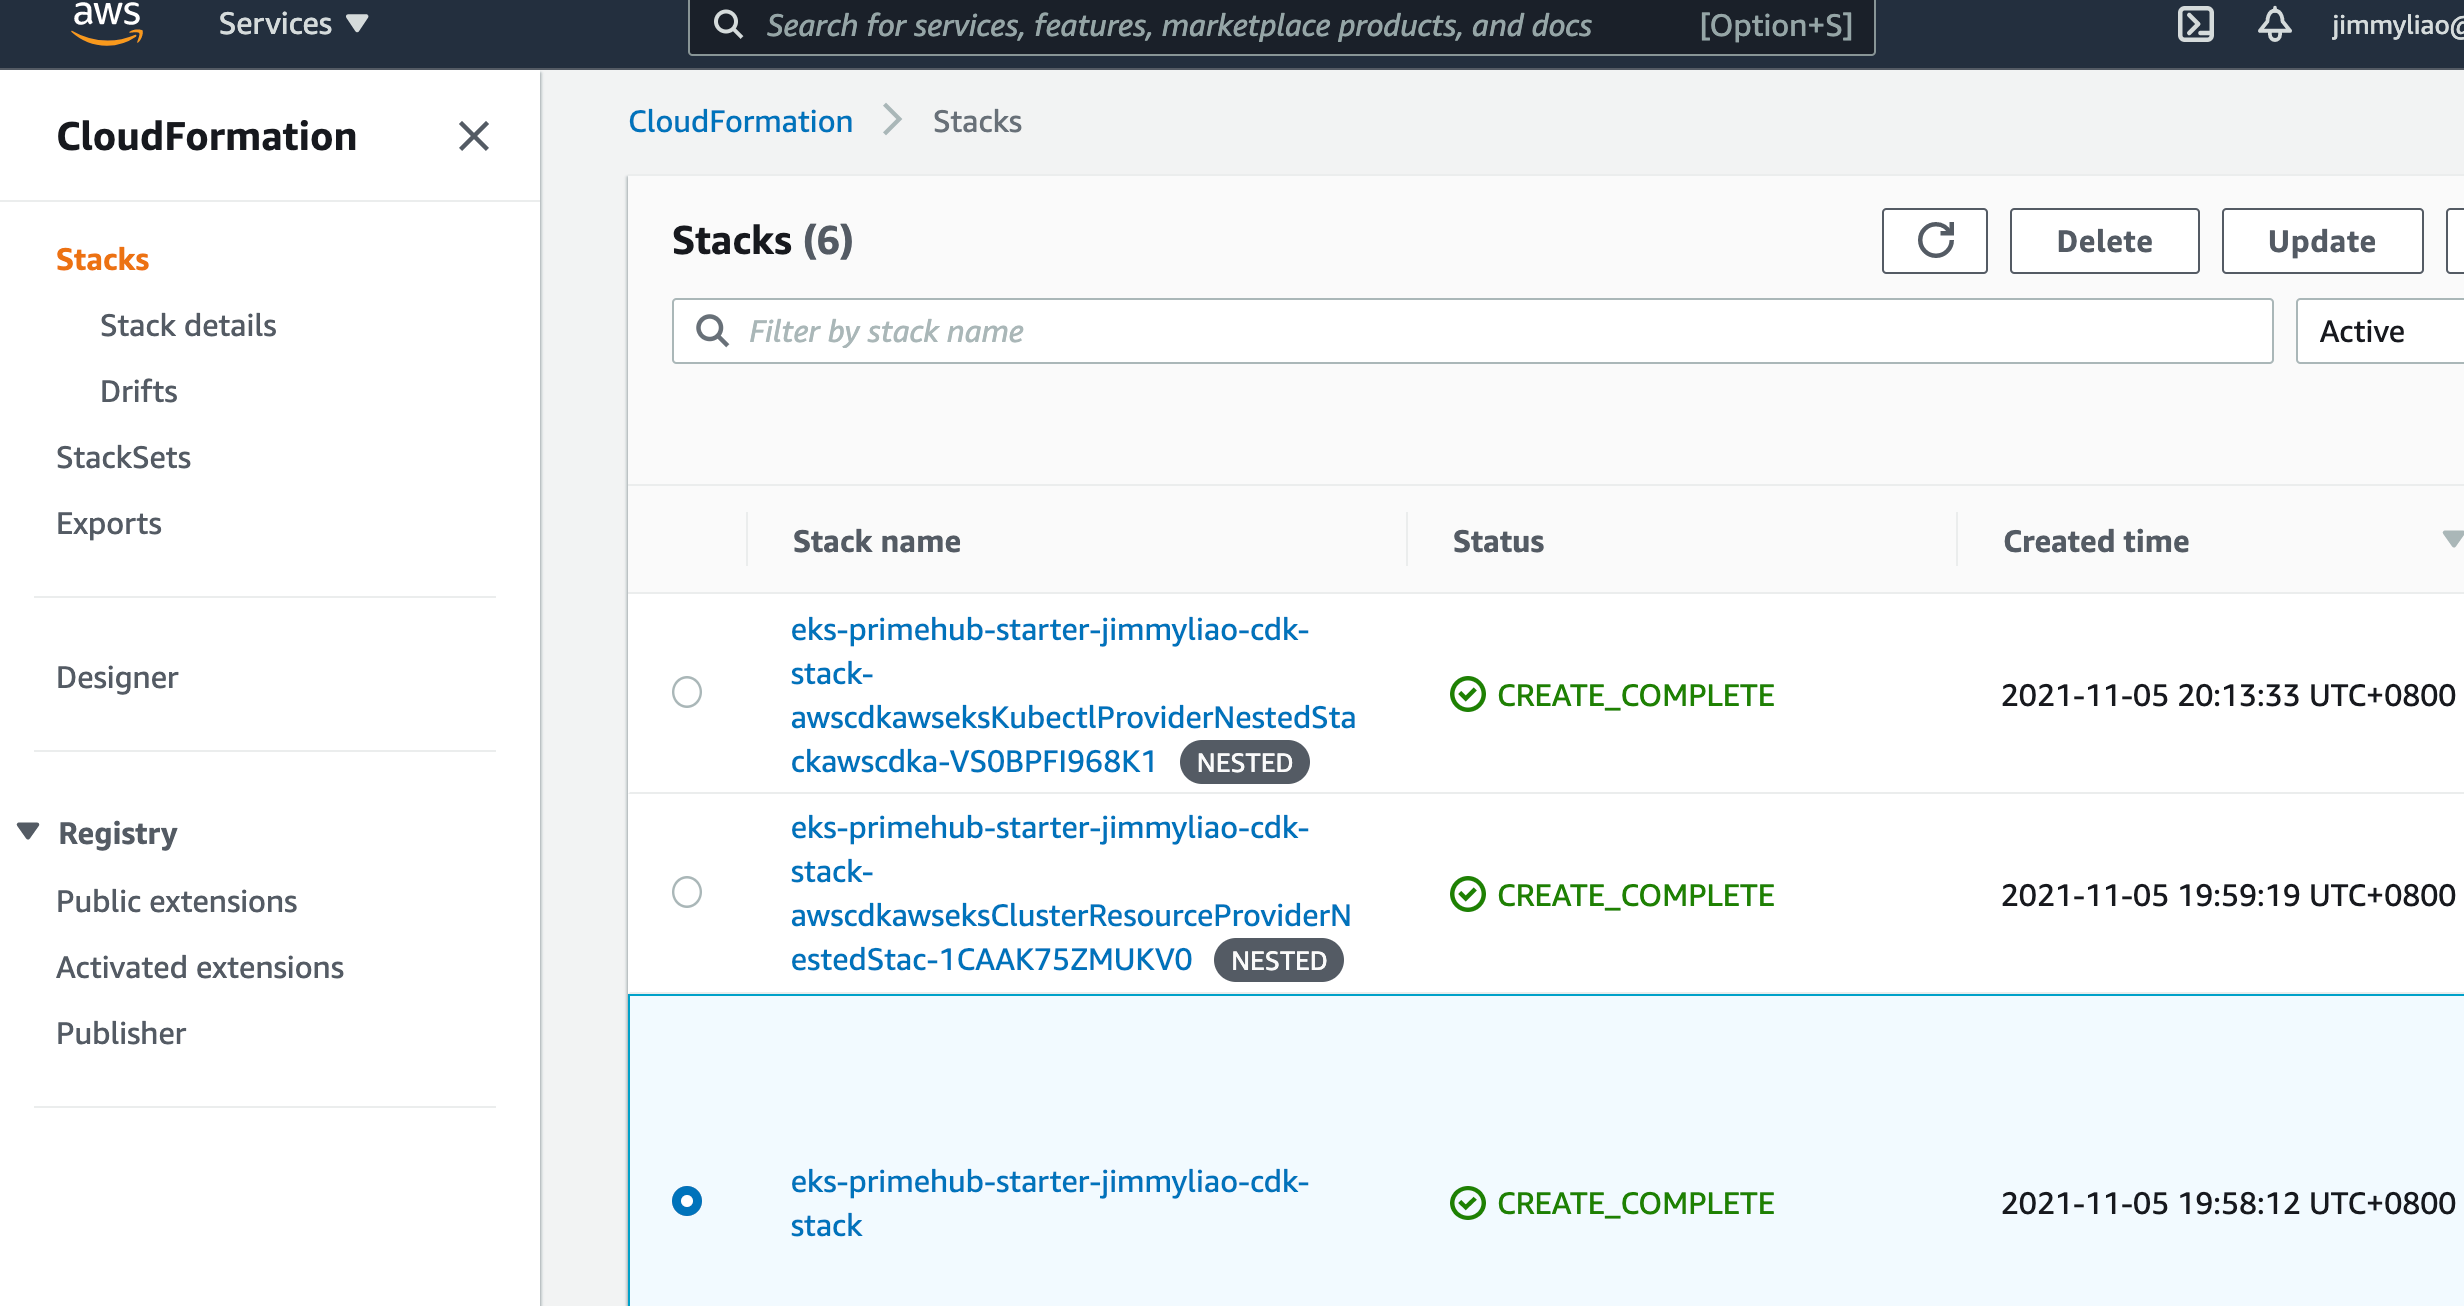 aws
Services
Search for services, features, marketplace products, and docs
[Option+S]
jimmyliao@
CloudFormation
Stacks
Stack details
Drifts
StackSets
Exports
Designer
Registry
Public extensions
Activated extensions
Publisher
CloudFormation
Stacks
Stacks (6)
Delete
Update
Filter by stack name
Active
Stack name
Status
Created time
eks-primehub-starter-jimmyliao-cdk-
stack-
awscdkawseksKubectlProviderNestedSta
ckawscdka-VS0BPFI968K1 NESTED
CREATE_COMPLETE
2021-11-05 20:13:33 UTC+0800
eks-primehub-starter-jimmyliao-cdk-
stack-
awscdkawseksClusterResourceProviderN
estedStac-1CAAK75ZMUKV0 NESTED
CREATE_COMPLETE
2021-11-05 19:59:19 UTC+0800
eks-primehub-starter-jimmyliao-cdk-
stack
CREATE_COMPLETE
2021-11-05 19:58:12 UTC+0800